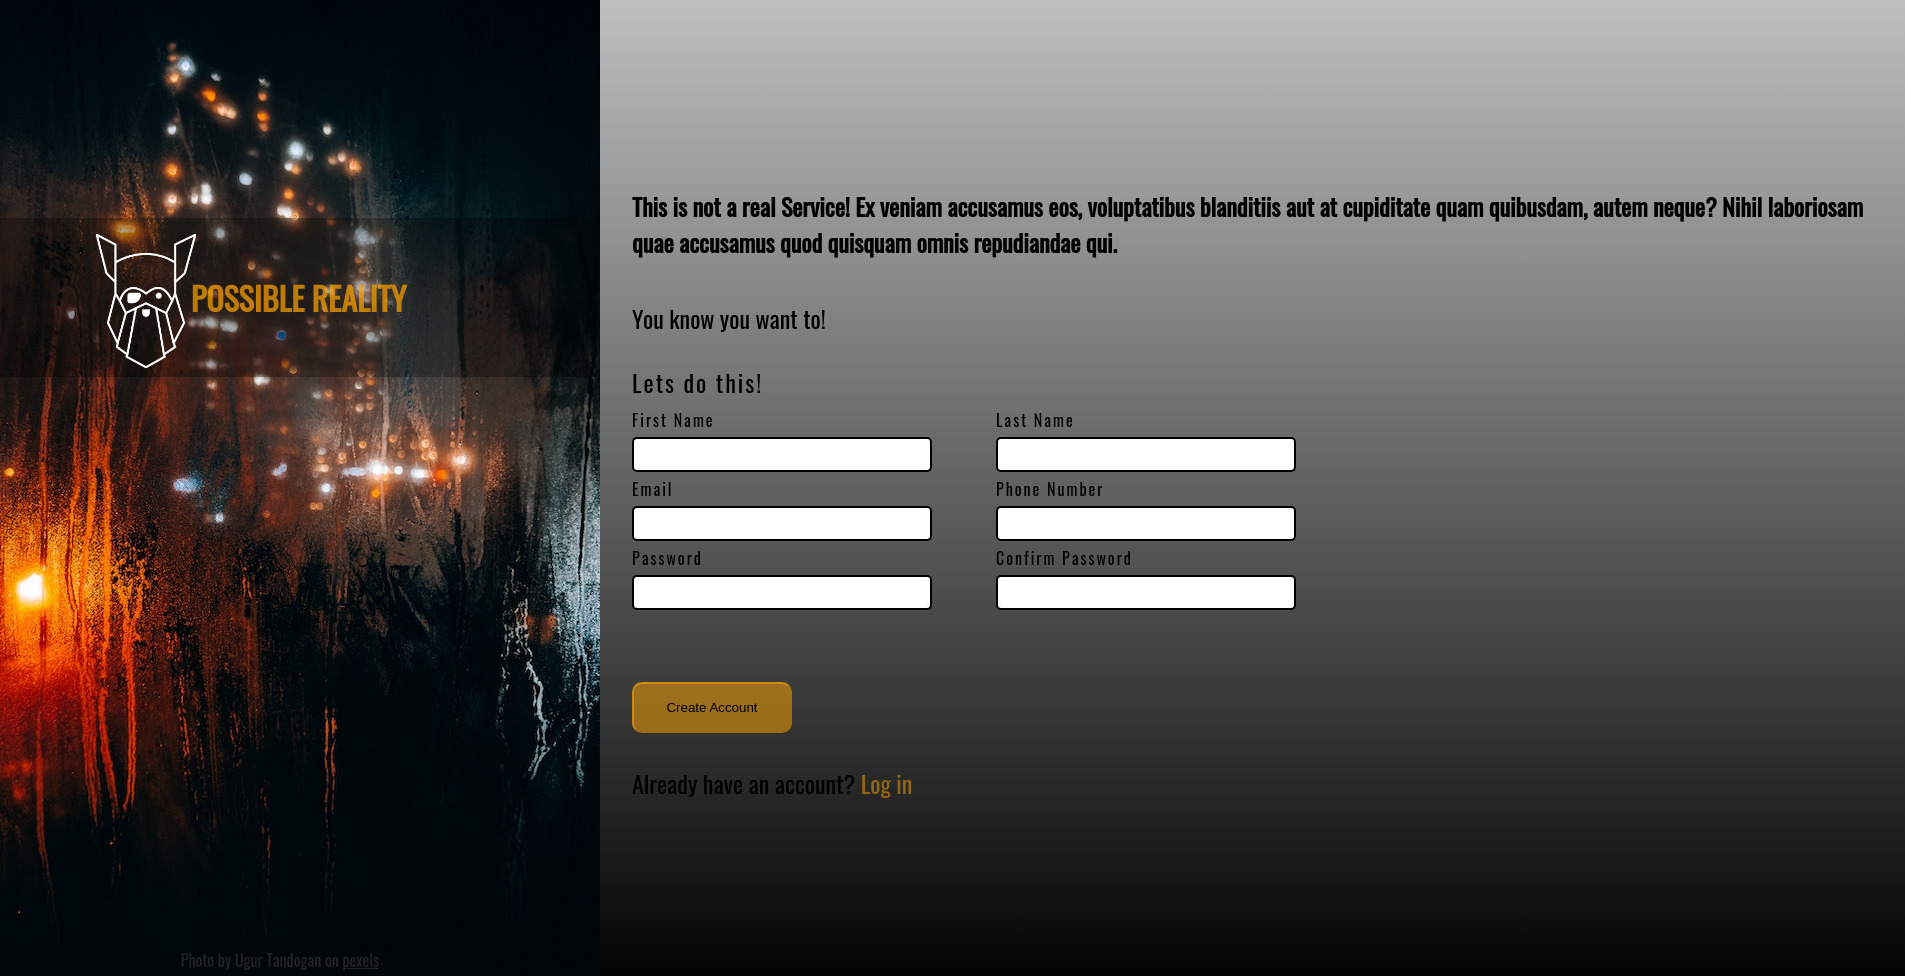 POSSIBLE REALITY
Photo by Ugur Tandogan on pexels
This is not a real Service! Ex veniam accusamus eos, voluptatibus blanditiis aut at cupiditate quam quibusdam, autem neque? Nihil laboriosam
quae accusamus quod quisquam omnis repudiandae qui.
You know you want to!
Lets do this!
First Name
Last Name
Email
Phone Number
Password
Confirm Password
Create Account
Already have an account? Log in